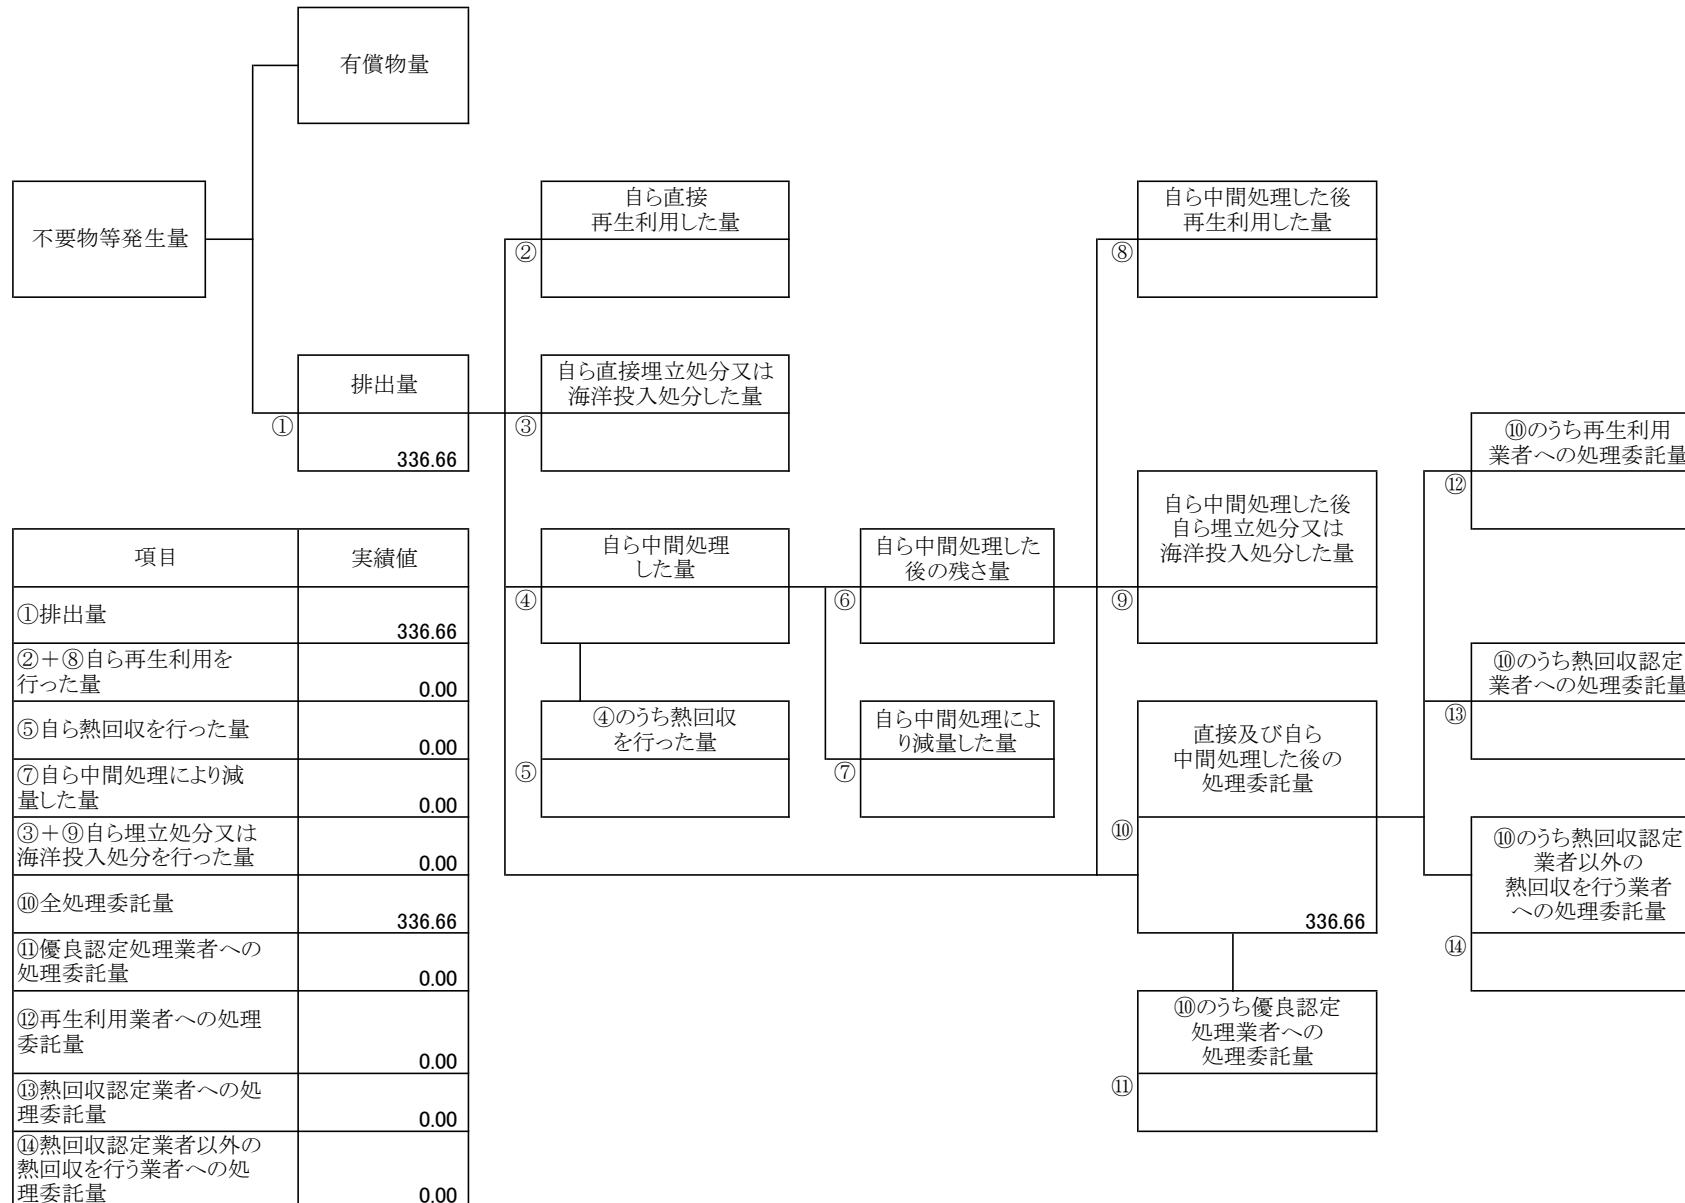 有償物量
不要物等発生量
排出量
①
336.66
自ら直接
再生利用した量
②
自ら直接埋立処分又は
海洋投入処分した量
③
自ら中間処理
した量
④
④のうち熱回収
を行った量
⑤
自ら中間処理した
後の残さ量
⑥
自ら中間処理によ
り減量した量
⑦
自ら中間処理した後
再生利用した量
⑧
自ら中間処理した後
自ら埋立処分又は
海洋投入処分した量
⑨
直接及び自ら
中間処理した後の
処理委託量
⑩
336.66
⑩のうち優良認定
処理業者への
処理委託量
⑪
⑩のうち再生利用
業者への処理委託量
⑫
⑩のうち熱回収認定
業者への処理委託量
⑬
⑩のうち熱回収認定
業者以外の
熱回収を行う業者
への処理委託量
⑭
項目 実績値
①排出量 336.66
②+⑧自ら再生利用を
行った量 0.00
⑤自ら熱回収を行った量 0.00
⑦自ら中間処理により減
量した量 0.00
③+⑨自ら埋立処分又は
海洋投入処分を行った量 0.00
⑩全処理委託量 336.66
⑪優良認定処理業者への
処理委託量 0.00
⑫再生利用業者への処理
委託量 0.00
⑬熱回収認定業者への処
理委託量 0.00
⑭熱回収認定業者以外の
熱回収を行う業者への処
理委託量 0.00